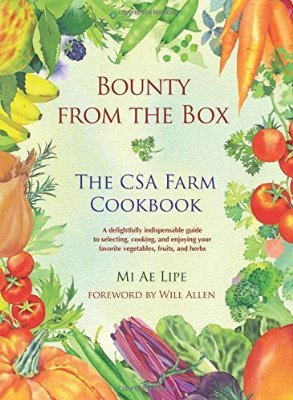 BOUNTY
FROM THE BOX
THE CSA FARM
COOKBOOK
A delightfully indispensable guide
to selecting, cooking, and enjoying your
favorite vegetables, fruits, and herbs
MI AE LIPE
FOREWORD BY WILL ALLEN